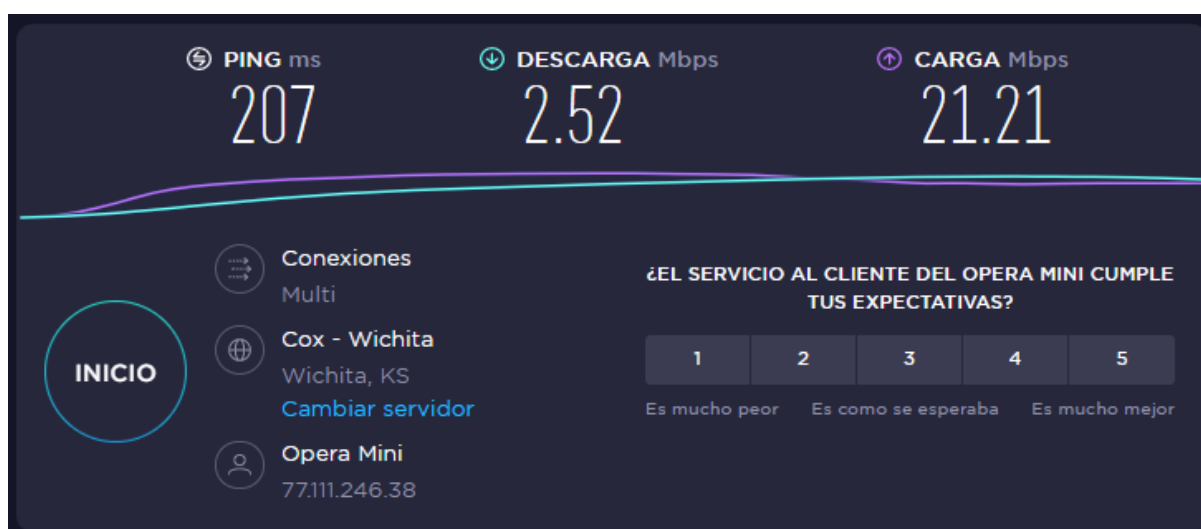 PING ms
207
DESCARGA Mbps
2.52
CARGA Mbps
21.21
Conexiones
Multi
Cox - Wichita
Wichita, KS
Cambiar servidor
Opera Mini
77.111.246.38
INICIO
¿EL SERVICIO AL CLIENTE DEL OPERA MINI CUMPLE
TUS EXPECTATIVAS?
1 2 3 4 5
Es mucho peor Es como se esperaba Es mucho mejor